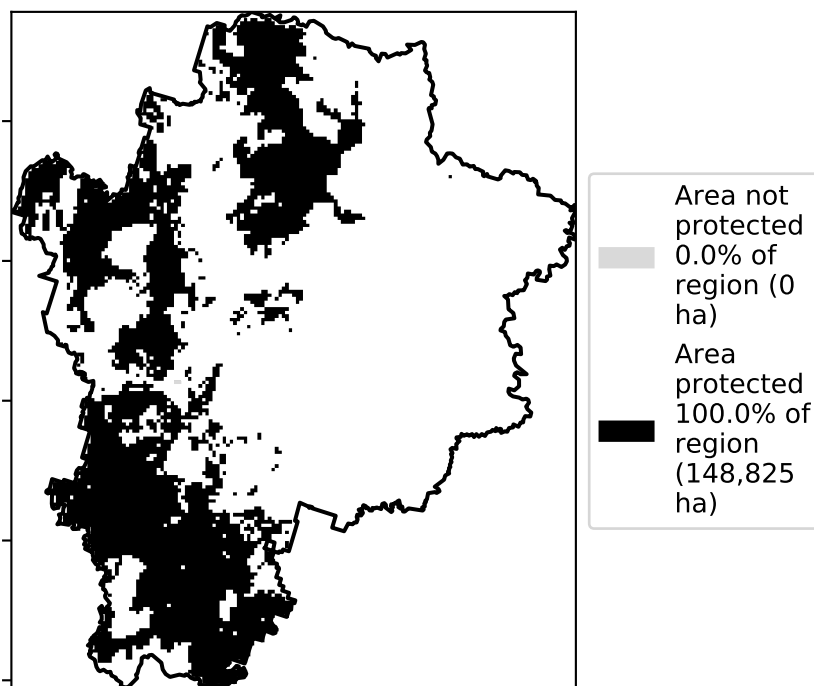 Area not
protected
0.0% of
region (0
ha)
Area
protected
100.0% of
region
(148,825
ha)